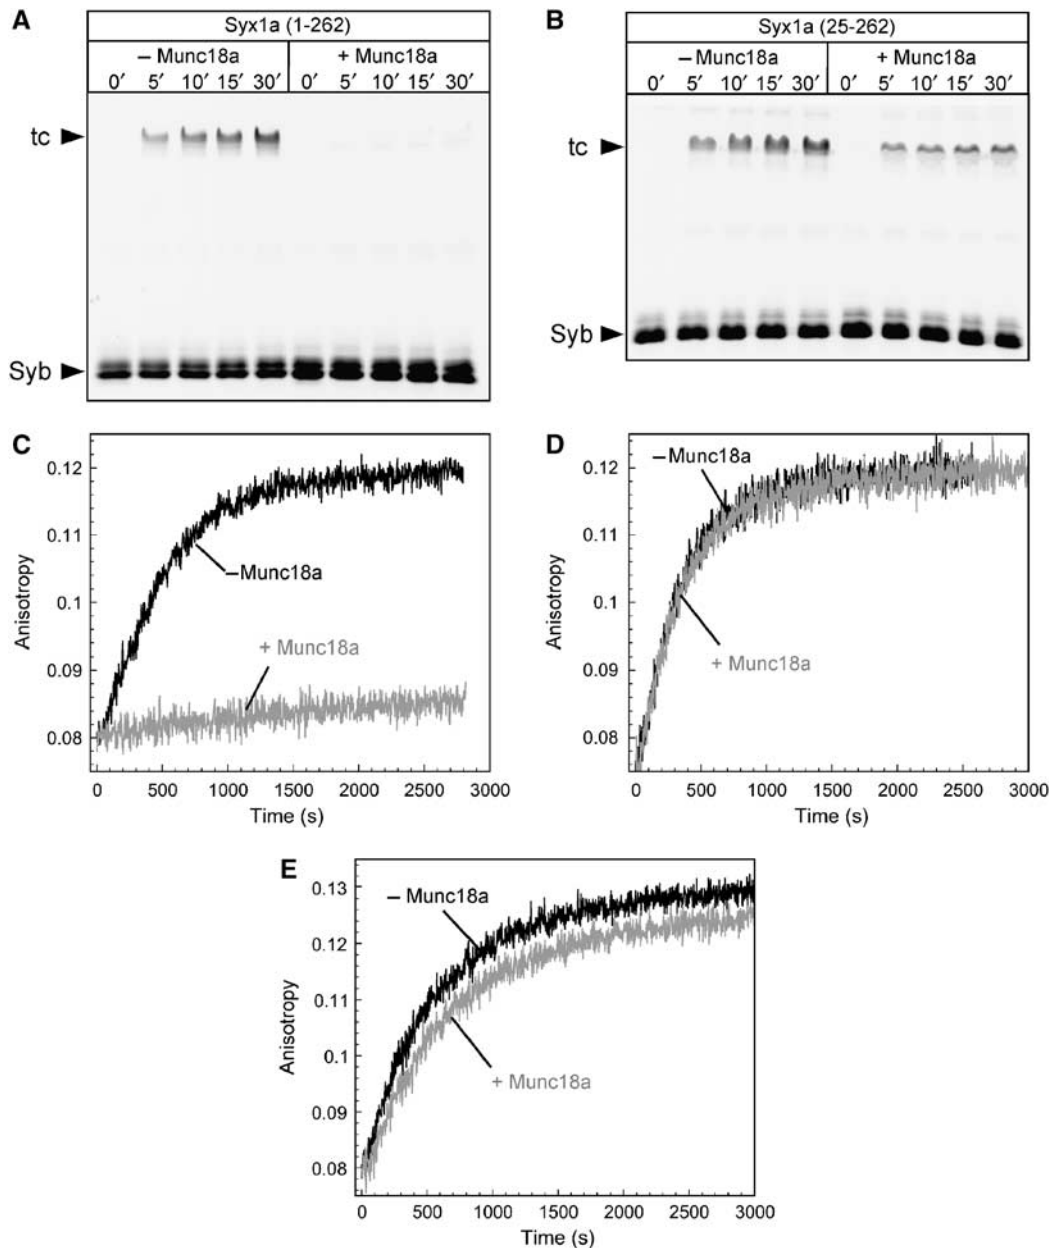 A
Syx1a (1-262)
– Munc18a + Munc18a
0′ 5′ 10′ 15′ 30′ 0′ 5′ 10′ 15′ 30′
tc
Syb
B
Syx1a (25-262)
– Munc18a + Munc18a
0′ 5′ 10′ 15′ 30′ 0′ 5′ 10′ 15′ 30′
tc
Syb
C
0.12
0.11
0.1
0.09
0.08
Anisotropy
–Munc18a
+ Munc18a
0 500 1000 1500 2000 2500 3000
Time (s)
D
0.12
0.11
0.1
0.09
0.08
Anisotropy
–Munc18a
+ Munc18a
0 500 1000 1500 2000 2500 3000
Time (s)
E
0.13
0.12
0.11
0.1
0.09
0.08
Anisotropy
– Munc18a
+ Munc18a
0 500 1000 1500 2000 2500 3000
Time (s)